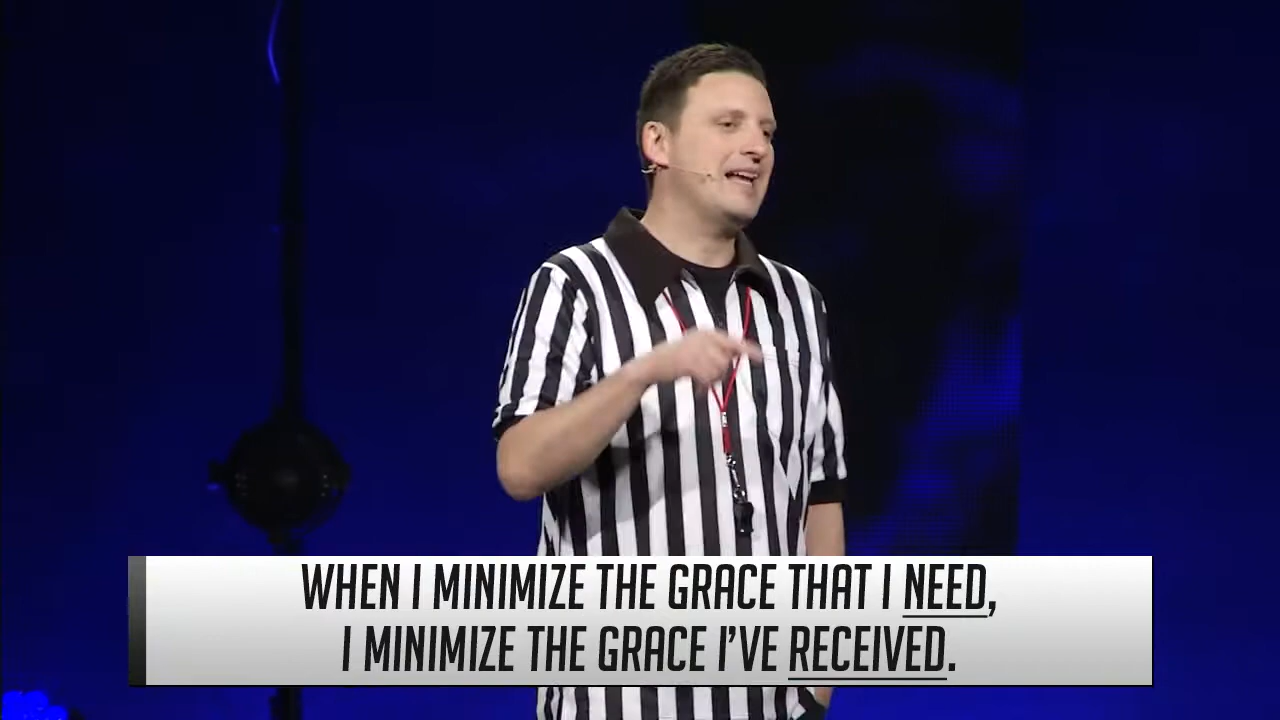 WHEN I MINIMIZE THE GRACE THAT I NEED,
I MINIMIZE THE GRACE I'VE RECEIVED.